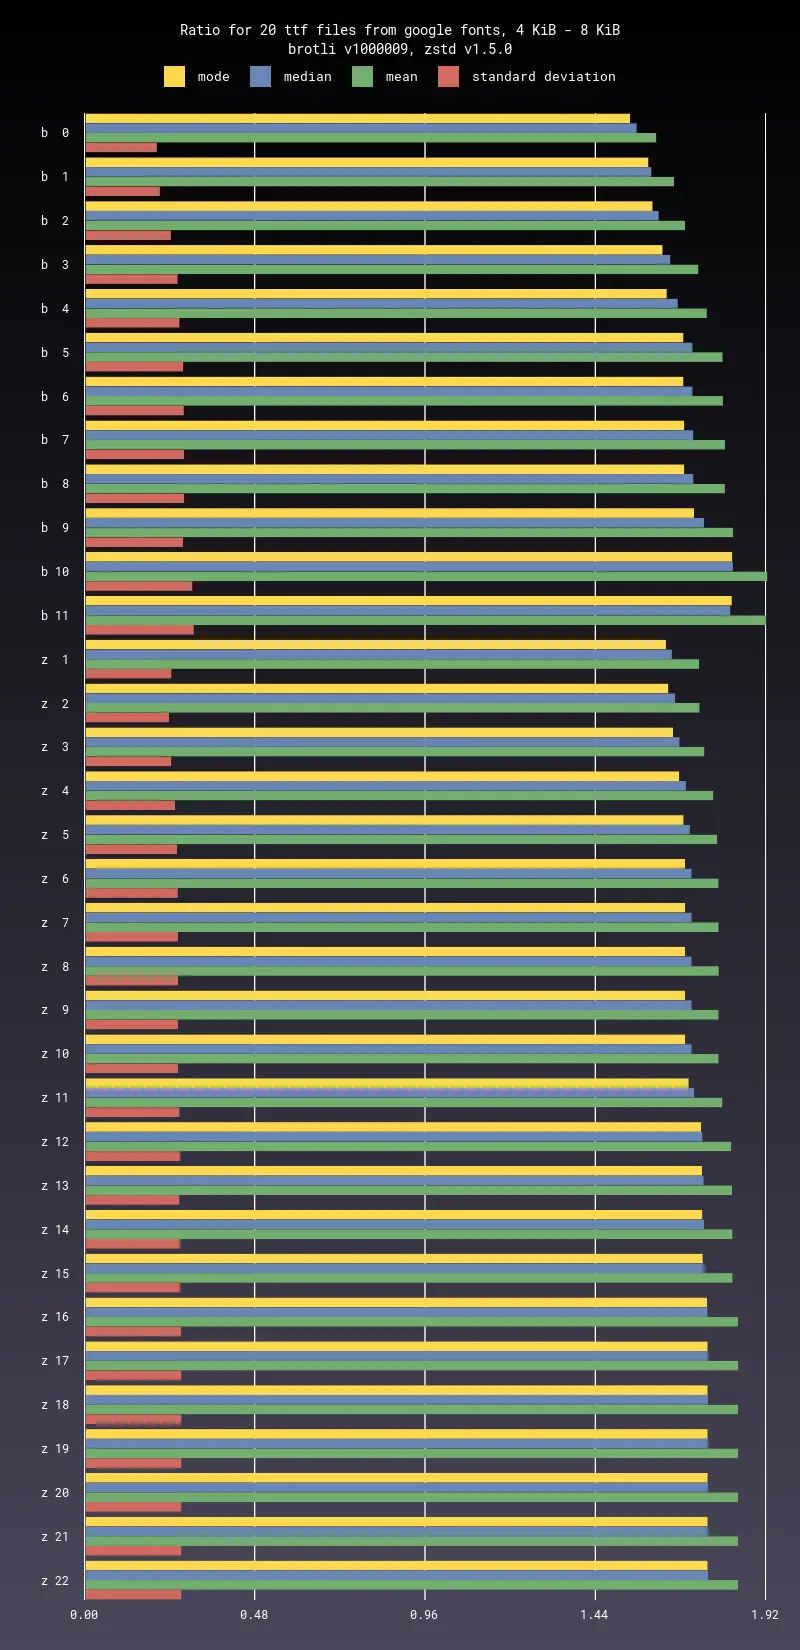 Ratio for 20 ttf files from google fonts, 4 KiB - 8 KiB
brotli v1000009, zstd v1.5.0
mode median mean standard deviation
b 0
b 1
b 2
b 3
b 4
b 5
b 6
b 7
b 8
b 9
b 10
b 11
z 1
z 2
z 3
z 4
z 5
z 6
z 7
z 8
z 9
z 10
z 11
z 12
z 13
z 14
z 15
z 16
z 17
z 18
z 19
z 20
z 21
z 22
0.00 0.48 0.96 1.44 1.92